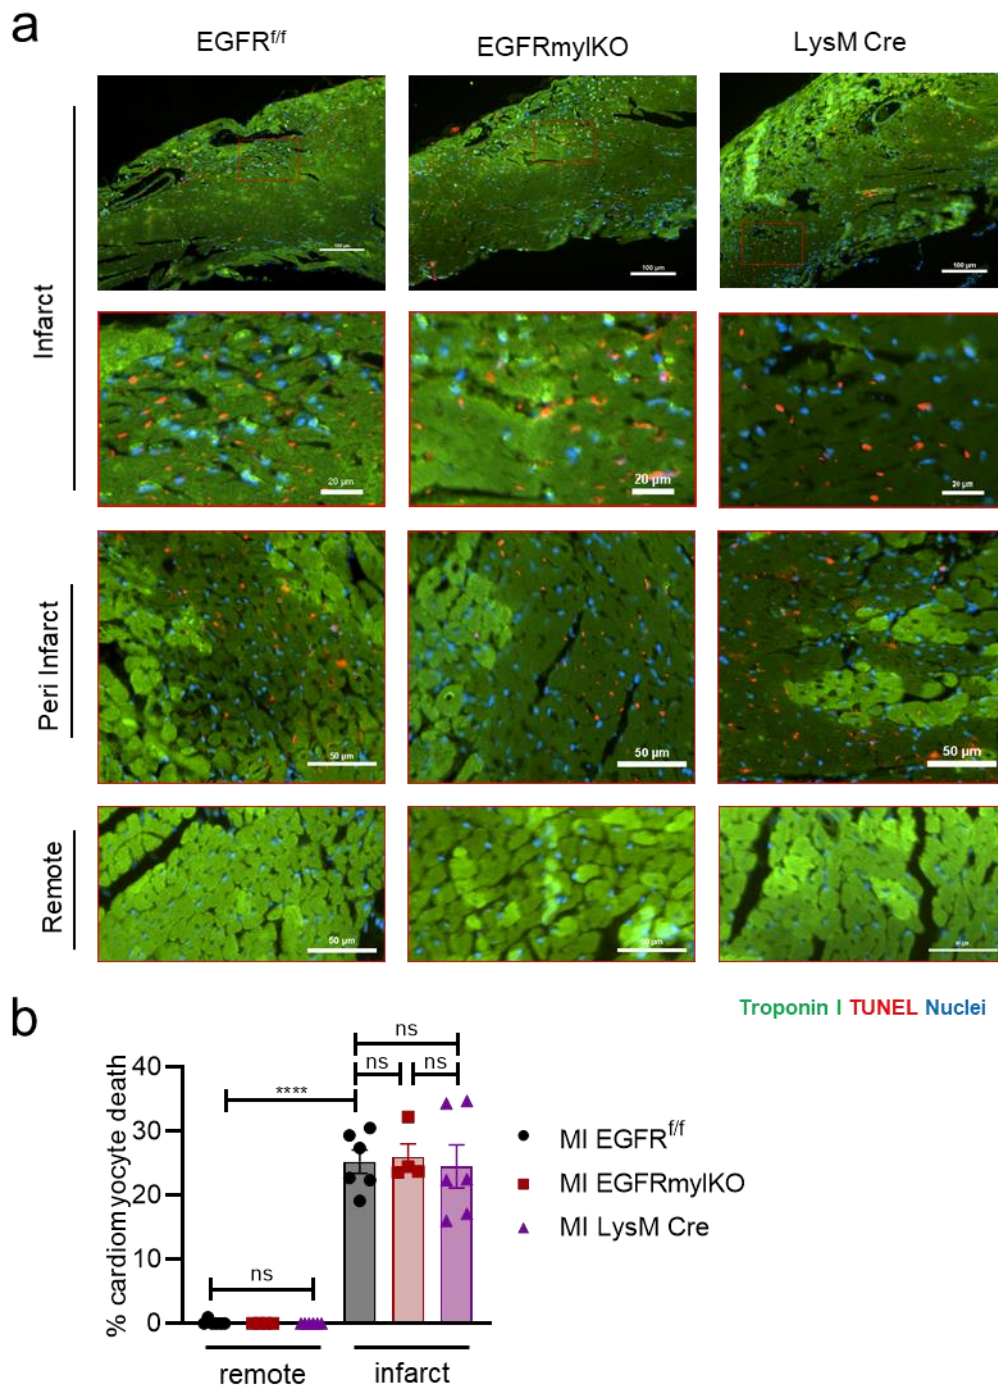 a
EGFRf/f EGFRmylKO LysM Cre
Infarct
100 µm 100 µm 100 µm
20 µm 20 µm 20 µm
Peri Infarct
50 µm 50 µm 50 µm
Remote
50 µm 50 µm
Troponin I TUNEL Nuclei
b
% cardiomyocyte death
40
30
20
10
0
ns
ns ns
****
ns
remote infarct
MI EGFRf/f
MI EGFRmylKO
MI LysM Cre